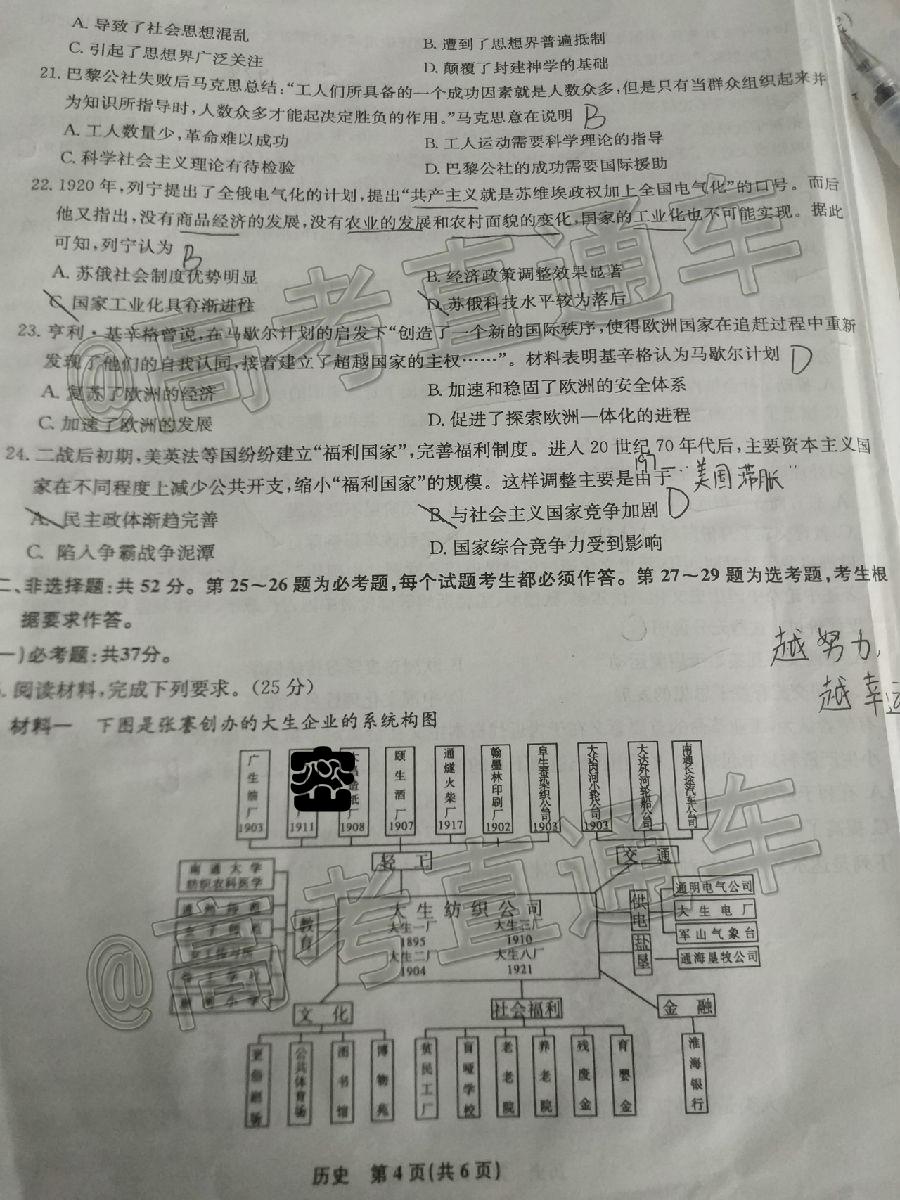 A. 导致了社会思想混乱
B. 遭到了思想界普遍抵制
C. 引起了思想界广泛关注
D. 颠覆了封建神学的基础
21. 巴黎公社失败后马克思总结:“工人们所具备的一个成功因素就是人数众多,但是只有当群众组织起来并
为知识所指导时,人数众多才能起决定胜负的作用。”马克思意在说明 B
A. 工人数量少,革命难以成功
B. 工人运动需要科学理论的指导
C. 科学社会主义理论有待检验
D. 巴黎公社的成功需要国际援助
22. 1920 年,列宁提出了全俄电气化的计划,提出“共产主义就是苏维埃政权加上全国电气化”的口号。而后
他又指出,没有商品经济的发展,没有农业的发展和农村面貌的变化,国家的工业化也不可能实现。据此
可知,列宁认为 B
A. 苏俄社会制度优势明显
B. 经济政策调整效果显著
C. 国家工业化具有渐进性
D. 苏俄科技水平较为落后
23. 亨利·基辛格曾说,在马歇尔计划的启发下“创造了一个新的国际秩序,使得欧洲国家在追赶过程中重新
发现了他们的自我认同,接着建立了超越国家的主权……”。材料表明基辛格认为马歇尔计划 D
A. 复苏了欧洲的经济
B. 加速和稳固了欧洲的安全体系
C. 加速了欧洲的发展
D. 促进了探索欧洲一体化的进程
24. 二战后初期,美英法等国纷纷建立“福利国家”,完善福利制度。进入 20 世纪 70 年代后,主要资本主义国
家在不同程度上减少公共开支,缩小“福利国家”的规模。这样调整主要是由于 “美国滞胀”
A. 民主政体渐趋完善
B. 与社会主义国家竞争加剧 D
C. 陷入争霸战争泥潭
D. 国家综合竞争力受到影响
二、非选择题:共 52 分。第 25~26 题为必考题,每个试题考生都必须作答。第 27~29 题为选考题,考生根
据要求作答。
一)必考题:共37分。
越努力,
越幸运
阅读材料,完成下列要求。(25 分)
材料一 下图是张謇创办的大生企业的系统构图
广生油厂 1903
1911
1908
颐生酒厂 1907
通燧火柴厂 1917
翰墨林印刷厂 1902
阜生蚕染织公司 1903
大达内河小轮公司 1903
大达外河轮船公司
南通长途汽车公司
轻工
交通
南通大学
纺织农科医学
教育
大生纺织公司
大生一厂
1895
大生三厂
1910
大生二厂
1904
大生八厂
1921
供电
通明电气公司
大生电厂
军山气象台
盐垦
通海垦牧公司
文化
社会福利
金融
更俗剧场
公共体育场
图书馆
博物苑
贫民工厂
盲哑学校
老老院
养老院
残废金
育婴金
淮海银行
历史 第 4 页(共 6 页)
@高考直通车
@高考直通车